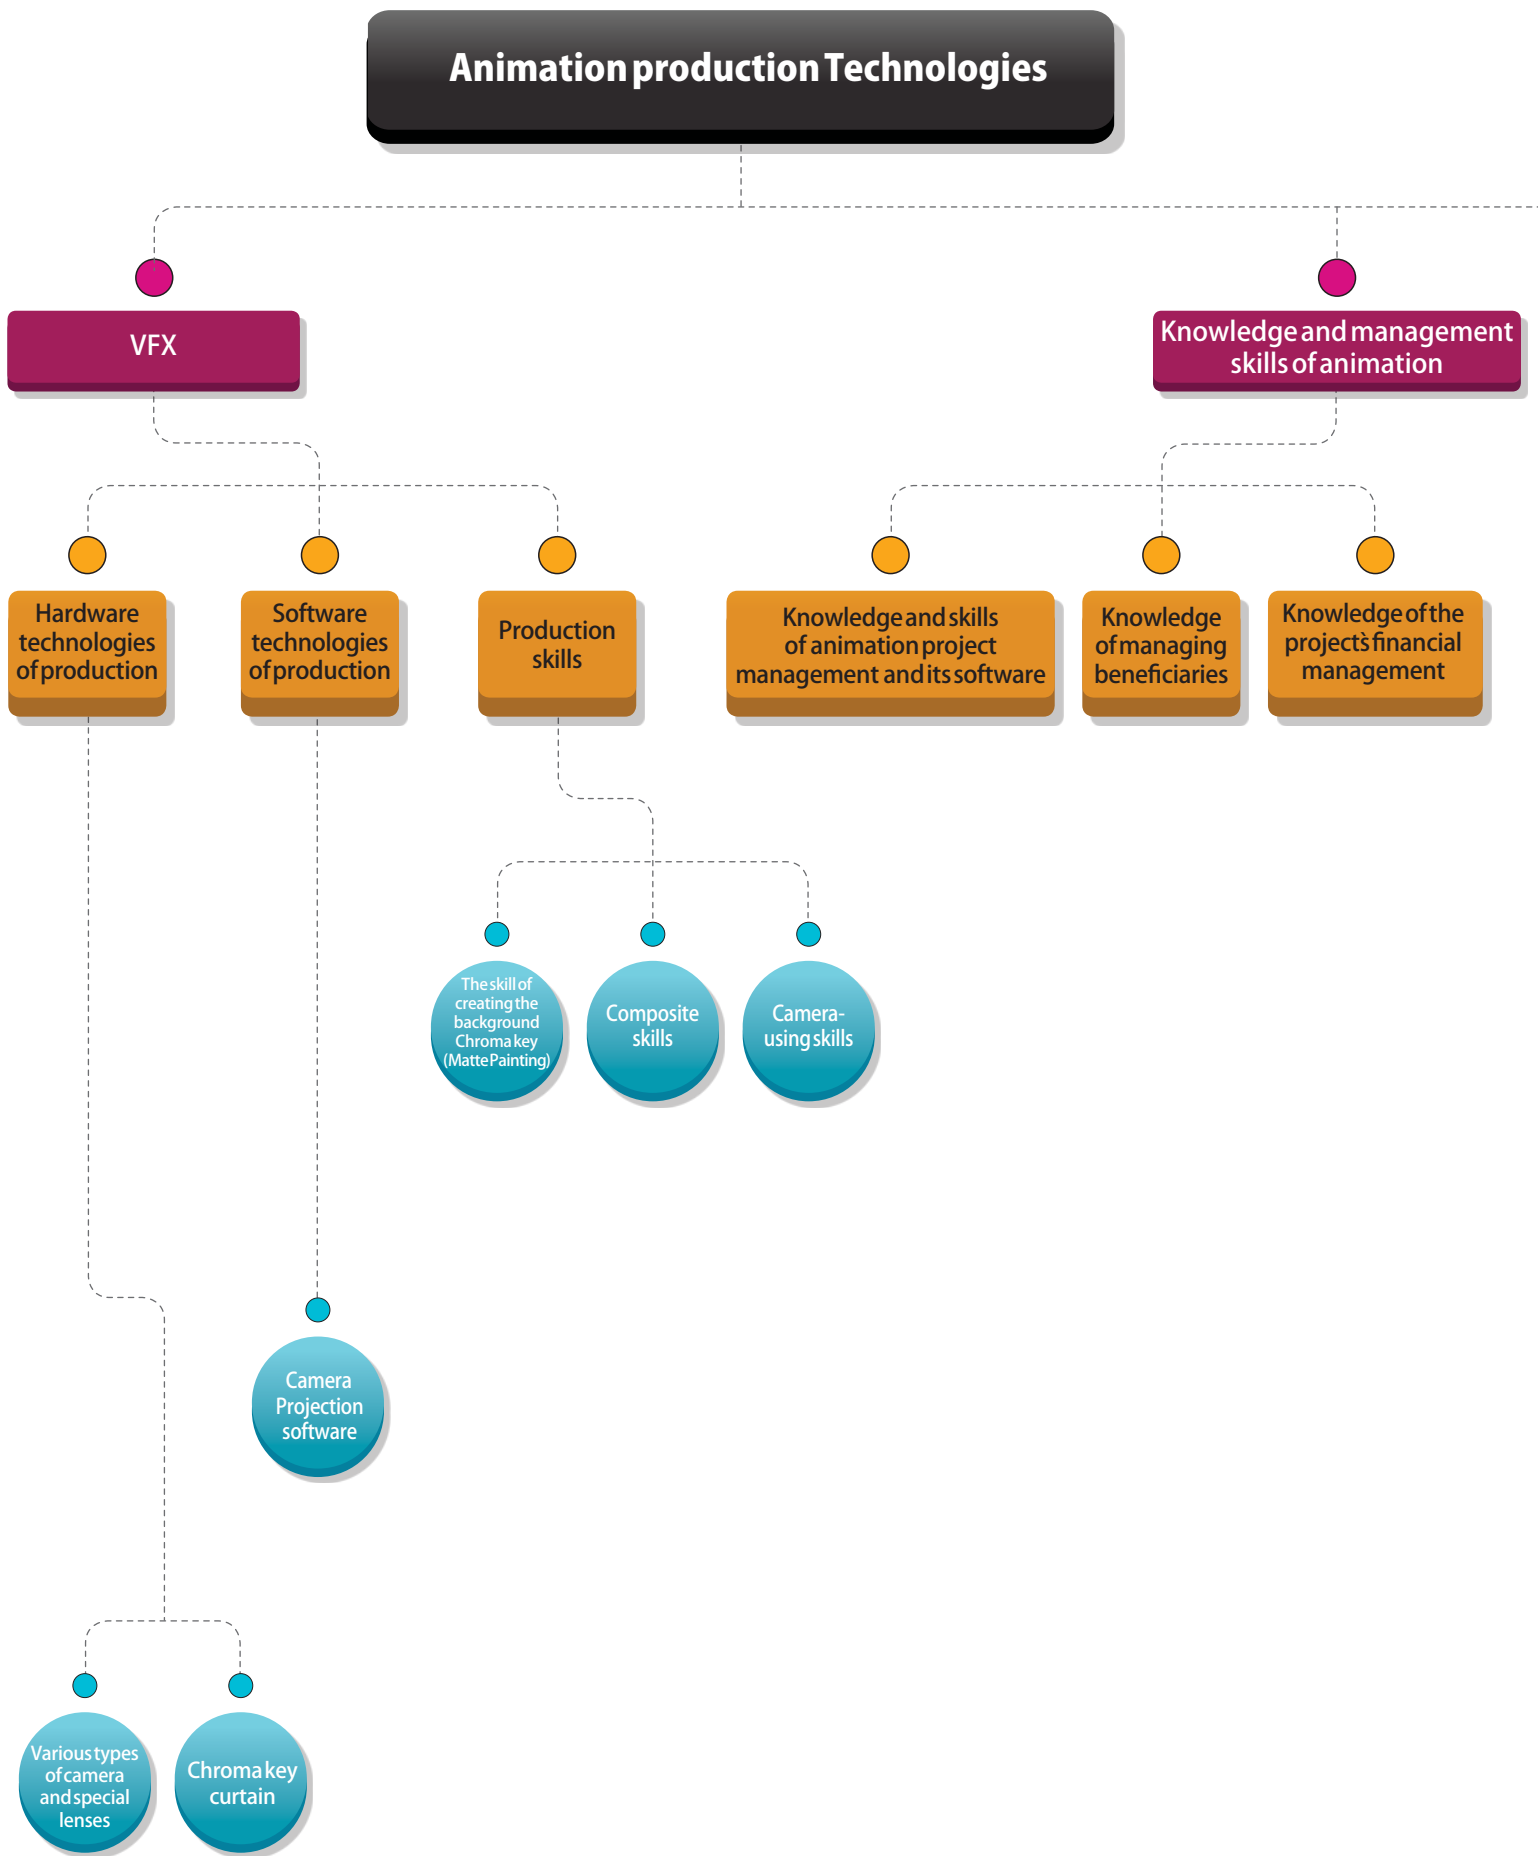 Animation production Technologies
VFX
Knowledge and management
skills of animation
Hardware
technologies
of production
Software
technologies
of production
Production
skills
Knowledge and skills
of animation project
management and its software
Knowledge
of managing
beneficiaries
Knowledge of the
project`s financial
management
The skill of
creating the
background
Chroma key
(Matte Painting)
Composite
skills
Camera-
using skills
Camera
Projection
software
Various types
of camera
and special
lenses
Chroma key
curtain